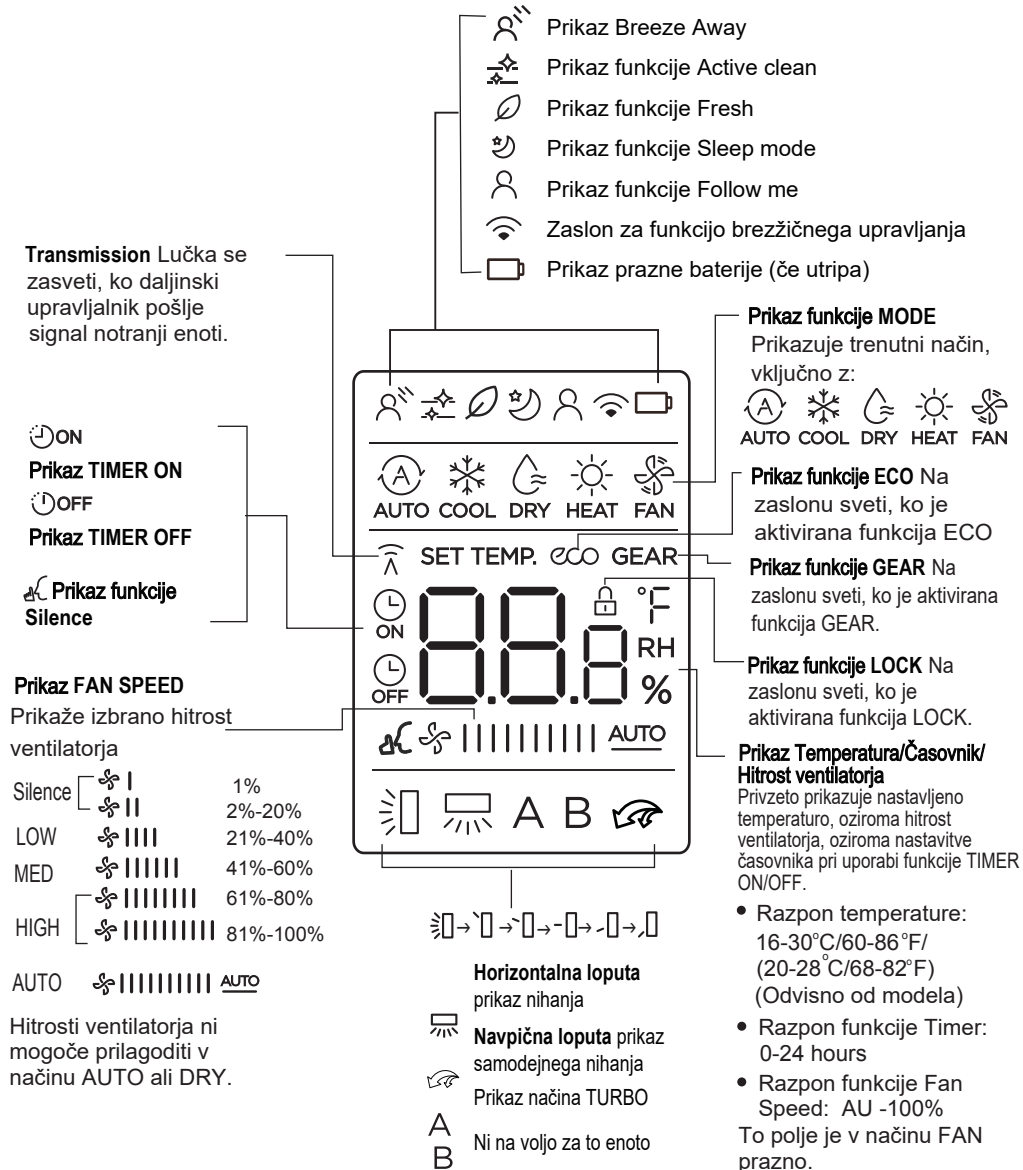 Prikaz Breeze Away
Prikaz funkcije Active clean
Prikaz funkcije Fresh
Prikaz funkcije Sleep mode
Prikaz funkcije Follow me
Zaslon za funkcijo brezžičnega upravljanja
Prikaz prazne baterije (če utripa)
Transmission Lučka se
zasveti, ko daljinski
upravljalnik pošlje
signal notranji enoti.
ON
Prikaz TIMER ON
OFF
Prikaz TIMER OFF
Prikaz funkcije
Silence
Prikaz FAN SPEED
Prikaže izbrano hitrost
ventilatorja
Silence
1%
2%-20%
LOW 21%-40%
MED 41%-60%
HIGH
61%-80%
81%-100%
AUTO AUTO
Hitrosti ventilatorja ni
mogoče prilagoditi v
načinu AUTO ali DRY.
A
AUTO COOL DRY HEAT FAN
SET TEMP. eco GEAR
ON
OFF
88.8
°F
RH
%
AUTO
A B
Horizontalna loputa
prikaz nihanja
Navpična loputa prikaz
samodejnega nihanja
Prikaz načina TURBO
A
B
Ni na voljo za to enoto
Prikaz funkcije MODE
Prikazuje trenutni način,
vključno z:
A
AUTO COOL DRY HEAT FAN
Prikaz funkcije ECO Na
zaslonu sveti, ko je
aktivirana funkcija ECO
Prikaz funkcije GEAR Na
zaslonu sveti, ko je aktivirana
funkcija GEAR.
Prikaz funkcije LOCK Na
zaslonu sveti, ko je
aktivirana funkcija LOCK.
Prikaz Temperatura/Časovnik/
Hitrost ventilatorja
Privzeto prikazuje nastavljeno
temperaturo, oziroma hitrost
ventilatorja, oziroma nastavitve
časovnika pri uporabi funkcije TIMER
ON/OFF.
• Razpon temperature:
16-30°C/60-86°F/
(20-28°C/68-82°F)
(Odvisno od modela)
• Razpon funkcije Timer:
0-24 hours
• Razpon funkcije Fan
Speed: AU -100%
To polje je v načinu FAN
prazno.